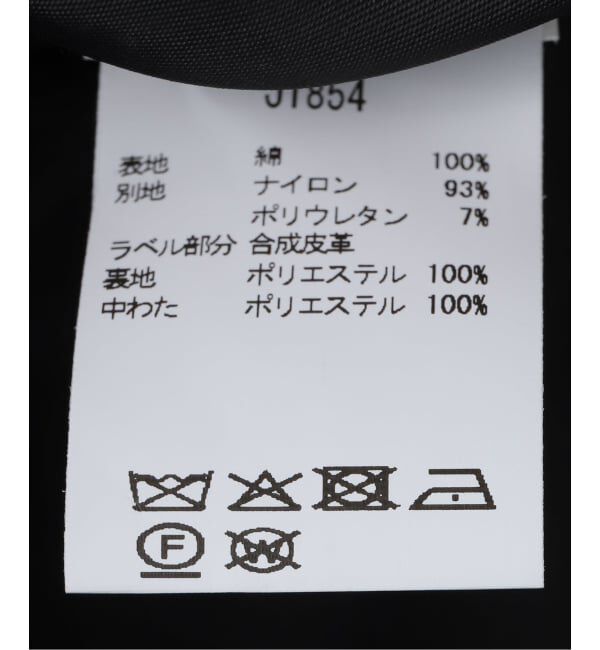 J1854
表地 綿 100%
別地 ナイロン 93%
ポリウレタン 7%
ラベル部分 合成皮革
裏地 ポリエステル 100%
中わた ポリエステル 100%
F W